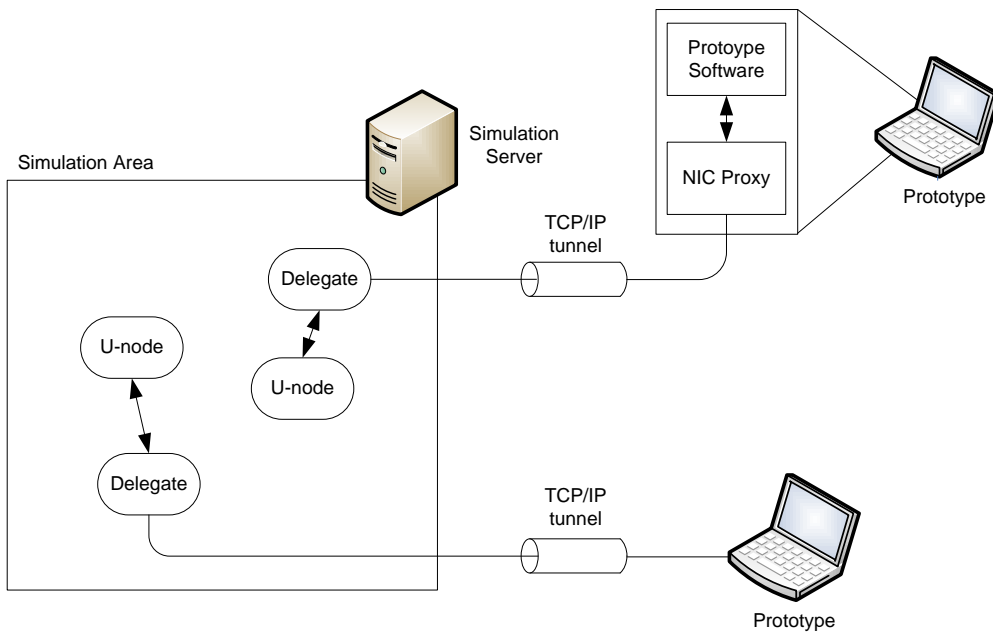 Protoype
Software
NIC Proxy
Prototype
Simulation
Server
Simulation Area
TCP/IP
tunnel
Delegate
U-node
U-node
Delegate
TCP/IP
tunnel
Prototype